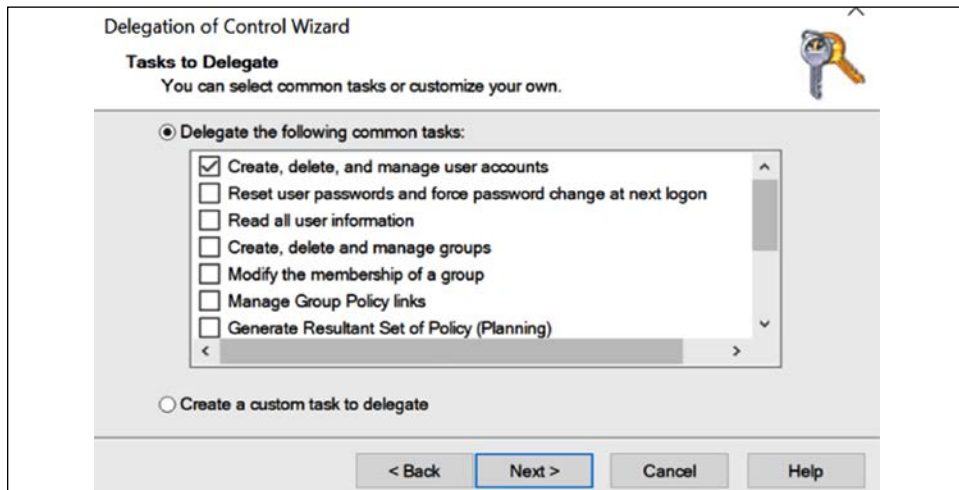 Delegation of Control Wizard
Tasks to Delegate
You can select common tasks or customize your own.
Delegate the following common tasks:
Create, delete, and manage user accounts
Reset user passwords and force password change at next logon
Read all user information
Create, delete and manage groups
Modify the membership of a group
Manage Group Policy links
Generate Resultant Set of Policy (Planning)
Create a custom task to delegate
< Back Next > Cancel Help